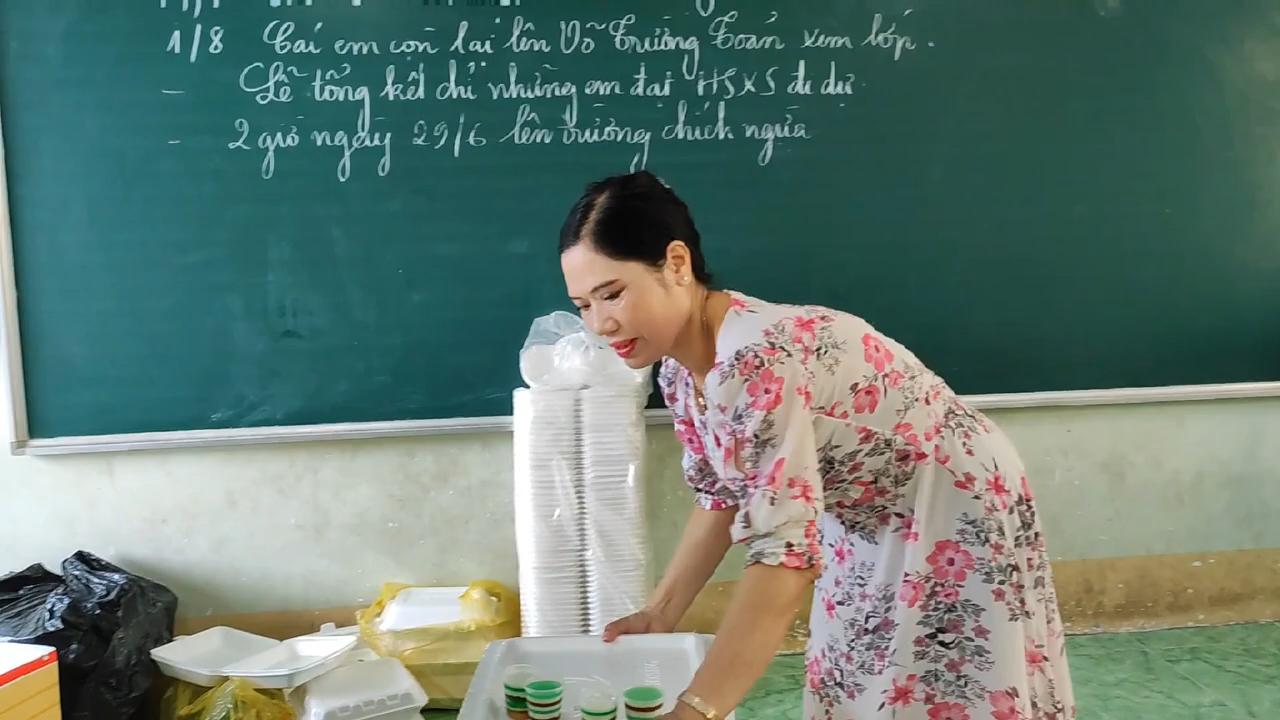 1/8 Các em còn lại lên Võ Trường Toản xem lớp.
- Lễ tổng kết chỉ những em đạt HSXS đi dự
- 2 giờ ngày 29/6 lên trường chích ngừa